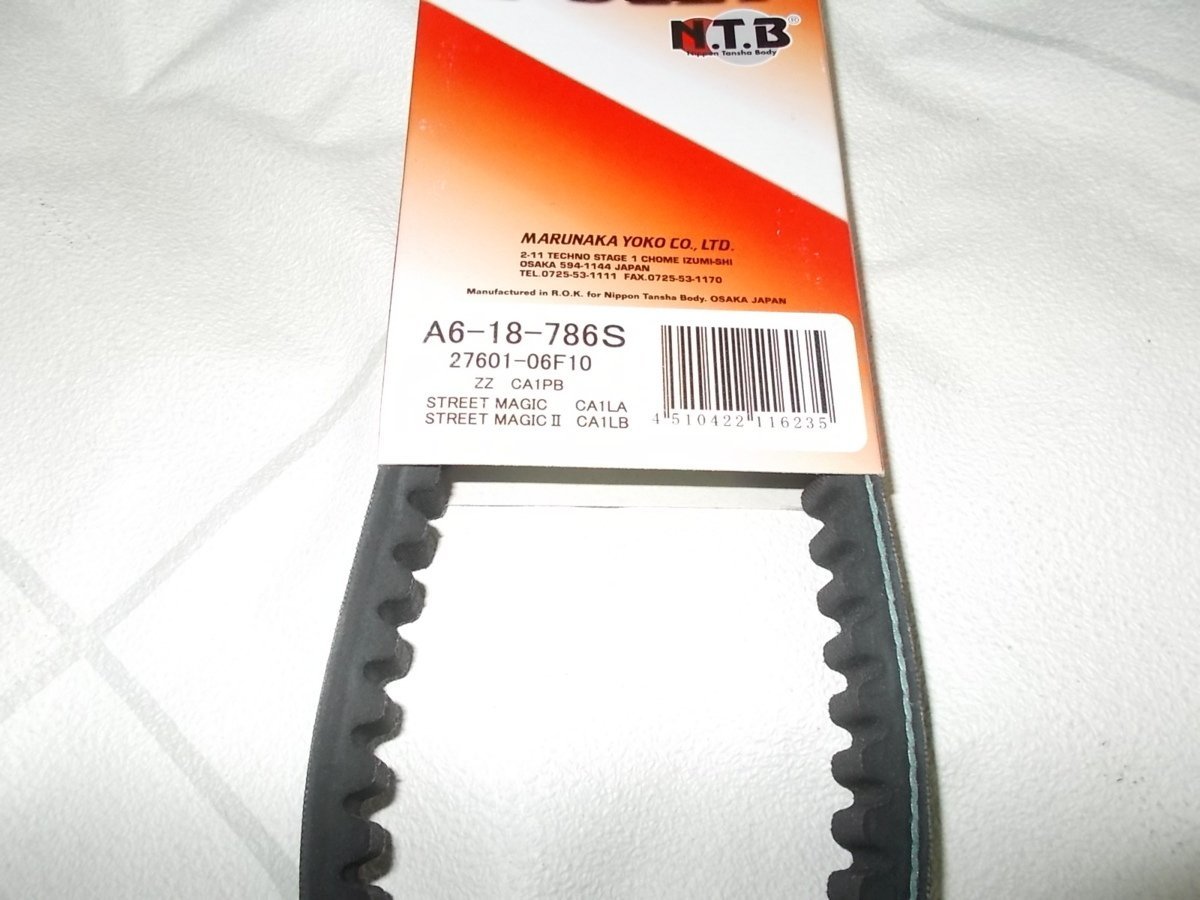 N.T.B®
Nippon Tansha Body
MARUNAKA YOKO CO., LTD.
2-11 TECHNO STAGE 1 CHOME IZUMI-SHI
OSAKA 594-1144 JAPAN
TEL.0725-53-1111 FAX.0725-53-1170
Manufactured in R.O.K. for Nippon Tansha Body. OSAKA JAPAN
A6-18-786S
27601-06F10
ZZ CA1PB
STREET MAGIC CA1LA
STREET MAGIC II CA1LB
4 510422 116235